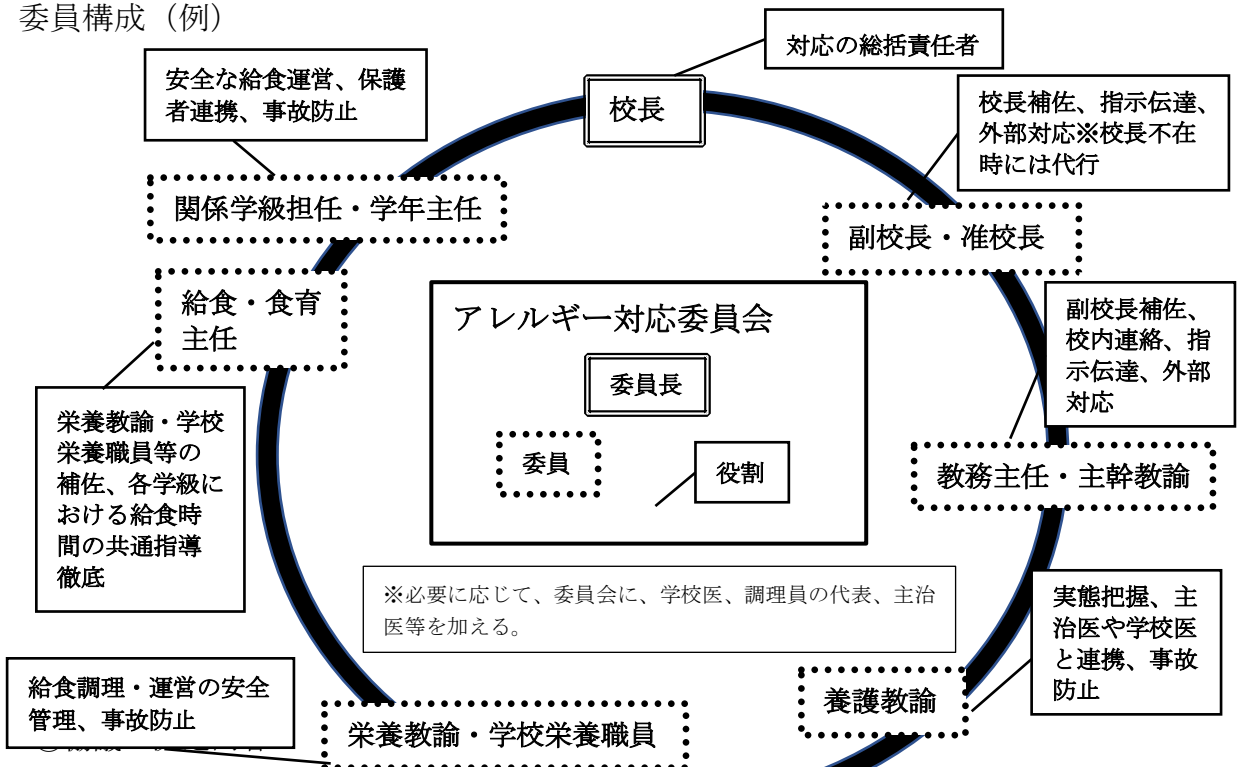 委員構成（例）
対応の総括責任者
安全な給食運営、保護
者連携、事故防止
校長
校長補佐、指示伝達、
外部対応※校長不在
時には代行
関係学級担任・学年主任
副校長・准校長
給食・食育
主任
アレルギー対応委員会
委員長
委員
役割
副校長補佐、
校内連絡、指
示伝達、外部
対応
栄養教諭・学校
栄養職員等の
補佐、各学級に
おける給食時
間の共通指導
徹底
教務主任・主幹教諭
※必要に応じて、委員会に、学校医、調理員の代表、主治
医等を加える。
実態把握、主
治医や学校医
と連携、事故
防止
給食調理・運営の安全
管理、事故防止
養護教諭
栄養教諭・学校栄養職員